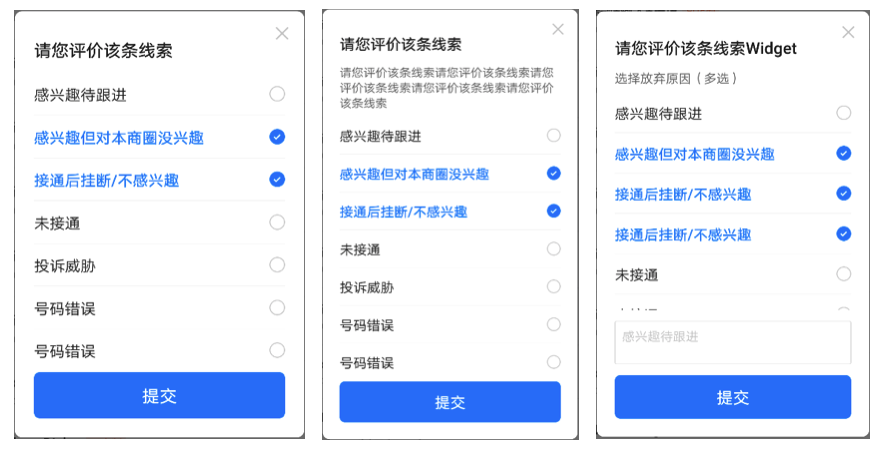 请您评价该条线索
感兴趣待跟进
感兴趣但对本商圈没兴趣
接通后挂断/不感兴趣
未接通
投诉威胁
号码错误
号码错误
提交
请您评价该条线索
请您评价该条线索请您评价该条线索请您
评价该条线索请您评价该条线索请您评价
该条线索
感兴趣待跟进
感兴趣但对本商圈没兴趣
接通后挂断/不感兴趣
未接通
投诉威胁
号码错误
号码错误
提交
请您评价该条线索Widget
选择放弃原因（多选）
感兴趣待跟进
感兴趣但对本商圈没兴趣
接通后挂断/不感兴趣
接通后挂断/不感兴趣
未接通
感兴趣待跟进
提交